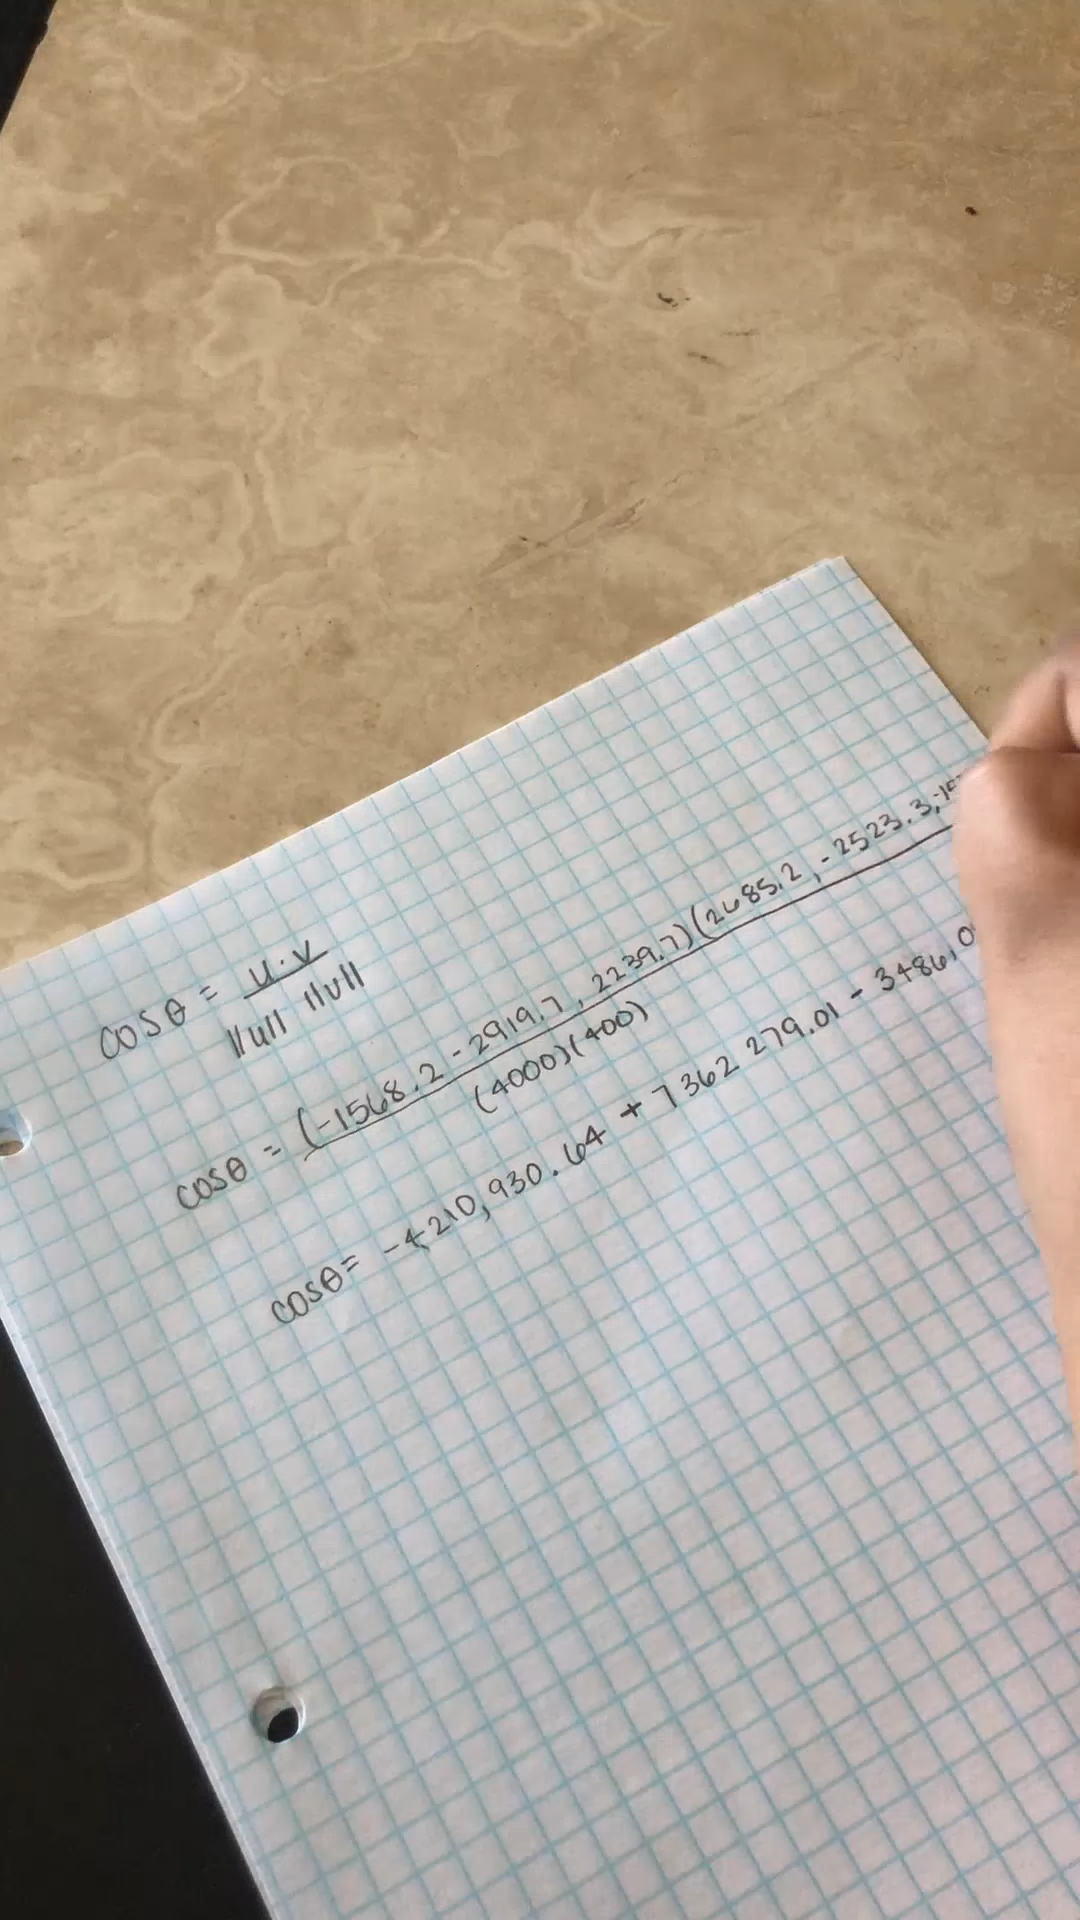 cosθ = u·v
||u|| ||v||
cosθ = (-1568.2 - 2919.7, 2239.7)(2685.2, -2523.3,
(4000)(400)
cosθ = -4210,930.64 + 7362 279.01 - 3486,0